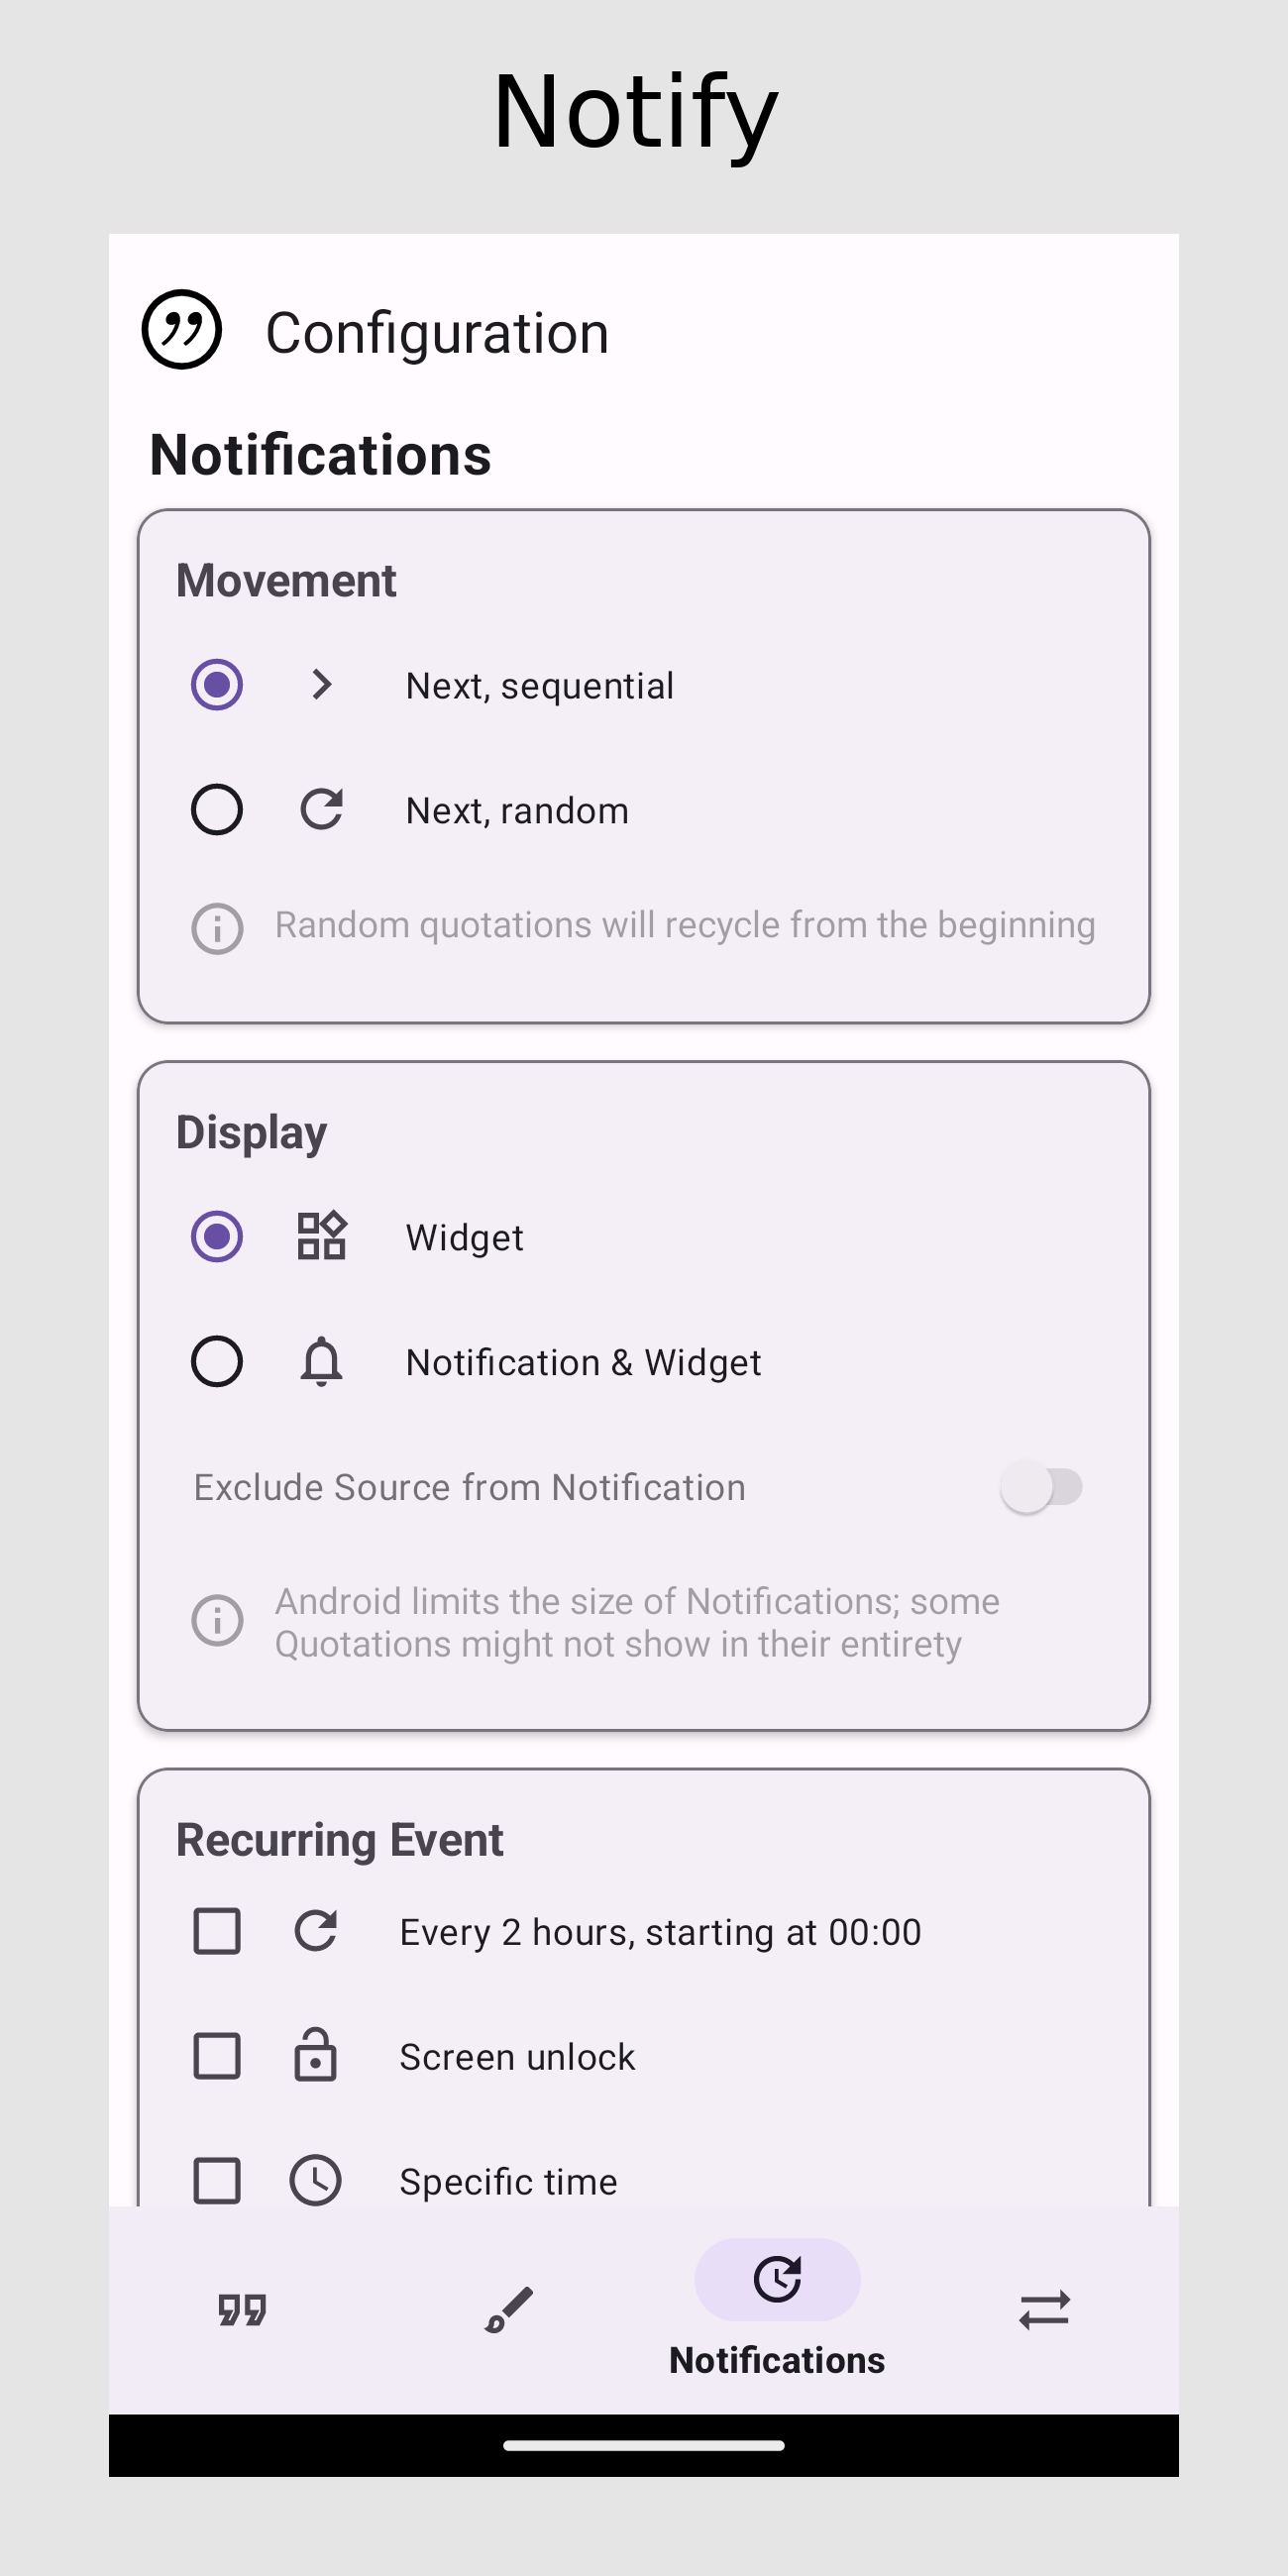 Notify
Configuration
Notifications
Movement
Next, sequential
Next, random
Random quotations will recycle from the beginning
Display
Widget
Notification & Widget
Exclude Source from Notification
Android limits the size of Notifications; some
Quotations might not show in their entirety
Recurring Event
Every 2 hours, starting at 00:00
Screen unlock
Specific time
Notifications